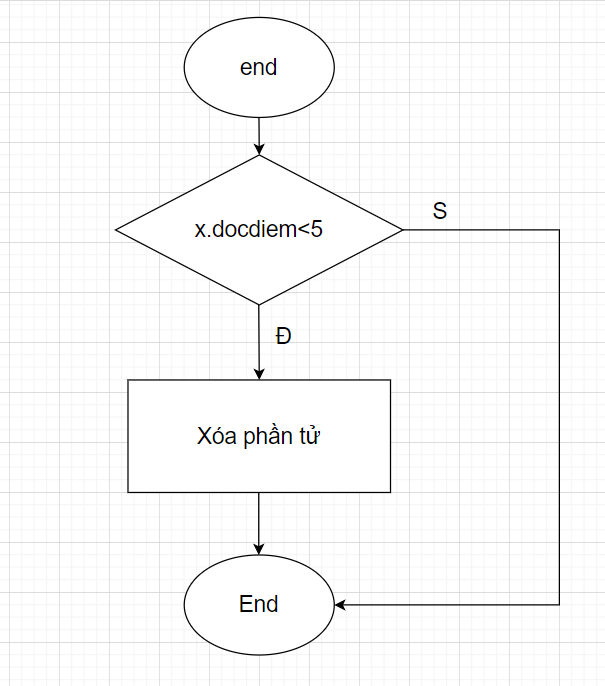 end
x.docdiem<5
S
Đ
Xóa phần tử
End